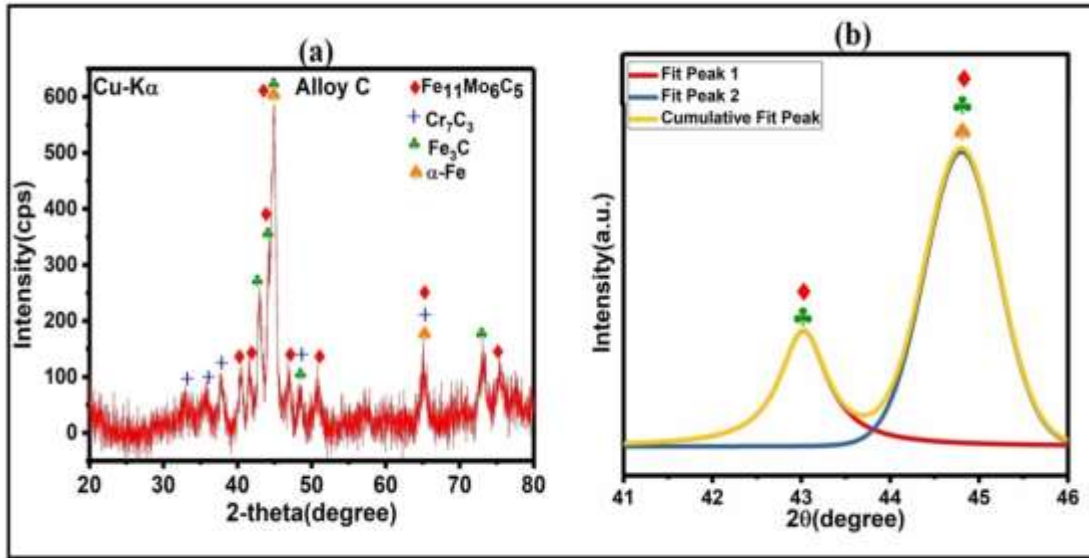 (a)
Cu-Kα
Alloy C
Fe₁₁Mo₆C₅
Cr₇C₃
Fe₃C
α-Fe
600
500
400
300
200
100
0
Intensity(cps)
20 30 40 50 60 70 80
2-theta(degree)
(b)
Fit Peak 1
Fit Peak 2
Cumulative Fit Peak
Intensity(a.u.)
41 42 43 44 45 46
2θ(degree)